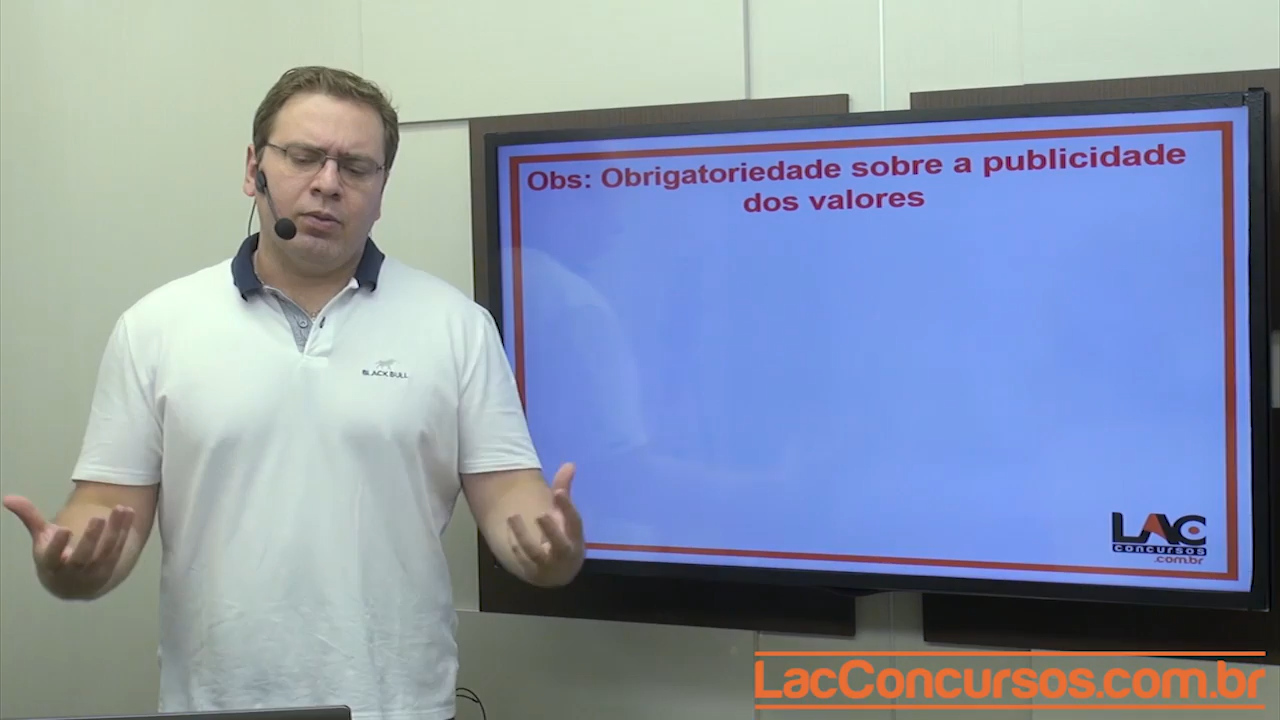 Obs: Obrigatoriedade sobre a publicidade
dos valores
BLACK BULL
LAC
concursos
.com.br
LacConcursos.com.br